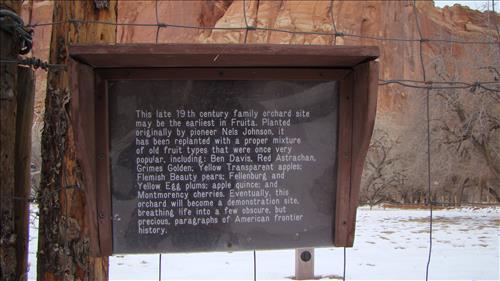 This late 19th century family orchard site
may be the earliest in Fruita. Planted
originally by pioneer Nels Johnson, it
has been replanted with a proper mixture
of old fruit types that were once very
popular, including: Ben Davis, Red Astrachan,
Grimes Golden, Yellow Transparent apples;
Flemish Beauty pears; Fellenburg and
Yellow Egg plums; apple quince; and
Montmorency cherries. Eventually, this
orchard will become a demonstration site,
breathing life into a few obscure, but
precious, paragraphs of American frontier
history.